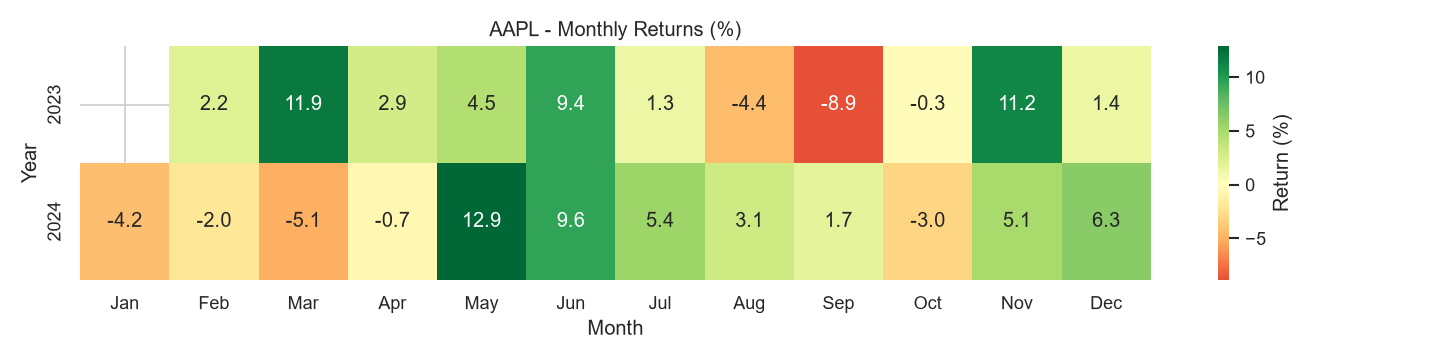 AAPL - Monthly Returns (%)
Year
2023
2.2 11.9 2.9 4.5 9.4 1.3 -4.4 -8.9 -0.3 11.2 1.4
2024
-4.2 -2.0 -5.1 -0.7 12.9 9.6 5.4 3.1 1.7 -3.0 5.1 6.3
Jan Feb Mar Apr May Jun Jul Aug Sep Oct Nov Dec
Month
10
5
0
−5
Return (%)